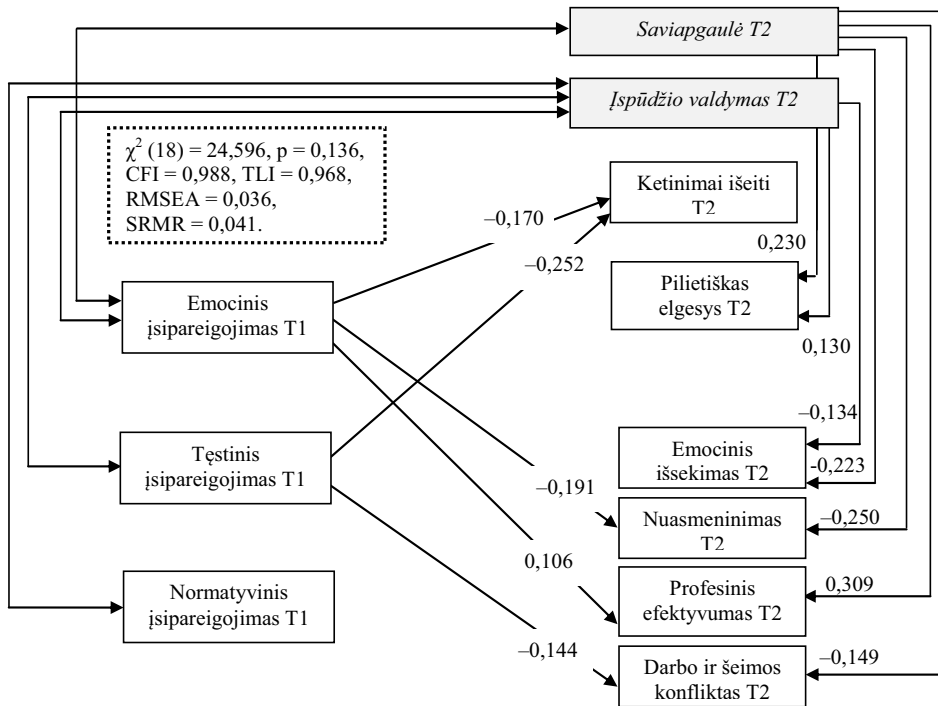 Saviapgaulė T2
Įspūdžio valdymas T2
χ² (18) = 24,596, p = 0,136,
CFI = 0,988, TLI = 0,968,
RMSEA = 0,036,
SRMR = 0,041.
Ketinimai išeiti
T2
–0,170
0,230
–0,252
Pilietiškas
elgesys T2
Emocinis
įsipareigojimas T1
0,130
–0,134
Emocinis
išsekimas T2
Tęstinis
įsipareigojimas T1
-0,223
–0,191
Nuasmeninimas
T2
–0,250
0,106
Profesinis
efektyvumas T2
0,309
Normatyvinis
įsipareigojimas T1
–0,144
Darbo ir šeimos
konfliktas T2
–0,149